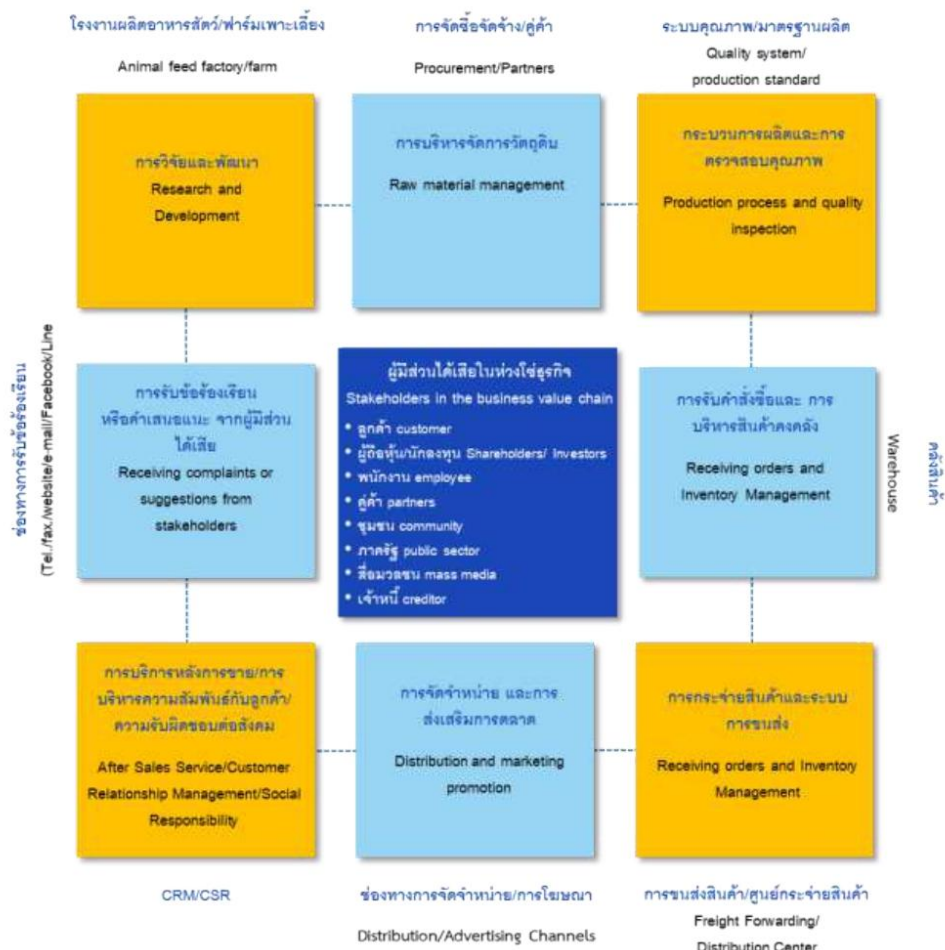 โรงงานผลิตอาหารสัตว์/ฟาร์มเพาะเลี้ยง
Animal feed factory/farm
การจัดซื้อจัดจ้าง/คู่ค้า
Procurement/Partners
ระบบคุณภาพ/มาตรฐานผลิต
Quality system/
production standard
การวิจัยและพัฒนา
Research and
Development
การบริหารจัดการวัตถุดิบ
Raw material management
กระบวนการผลิตและการ
ตรวจสอบคุณภาพ
Production process and quality
inspection
ช่องทางการรับข้อร้องเรียน
(Tel./fax./website/e-mail/Facebook/Line
การรับข้อร้องเรียน
หรือคำเสนอแนะ จากผู้มีส่วน
ได้เสีย
Receiving complaints or
suggestions from
stakeholders
ผู้มีส่วนได้เสียในห่วงโซ่ธุรกิจ
Stakeholders in the business value chain
• ลูกค้า customer
• ผู้ถือหุ้น/นักลงทุน Shareholders/ Investors
• พนักงาน employee
• คู่ค้า partners
• ชุมชน community
• ภาครัฐ public sector
• สื่อมวลชน mass media
• เจ้าหนี้ creditor
การรับคำสั่งซื้อและ การ
บริหารสินค้าคงคลัง
Receiving orders and
Inventory Management
Warehouse
คลังสินค้า
การบริการหลังการขาย/การ
บริหารความสัมพันธ์กับลูกค้า/
ความรับผิดชอบต่อสังคม
After Sales Service/Customer
Relationship Management/Social
Responsibility
การจัดจำหน่าย และการ
ส่งเสริมการตลาด
Distribution and marketing
promotion
การกระจ่ายสินค้าและระบบ
การขนส่ง
Receiving orders and Inventory
Management
CRM/CSR
ช่องทางการจัดจำหน่าย/การโฆษณา
Distribution/Advertising Channels
การขนส่งสินค้า/ศูนย์กระจ่ายสินค้า
Freight Forwarding/
Distribution Center